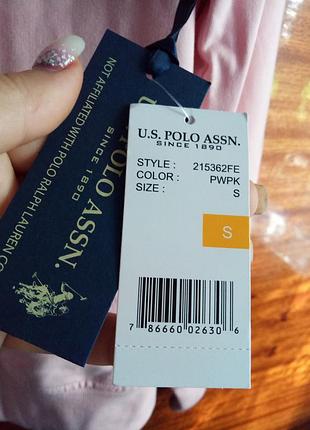 U.S. POLO ASSN.
SINCE 1890
NOT AFFILIATED WITH POLO RALPH LAUREN CO
U.S. POLO ASSN.
SINCE 1890
STYLE : 215362FE
COLOR : PWPK
SIZE : S
S
7 86660 02630 6